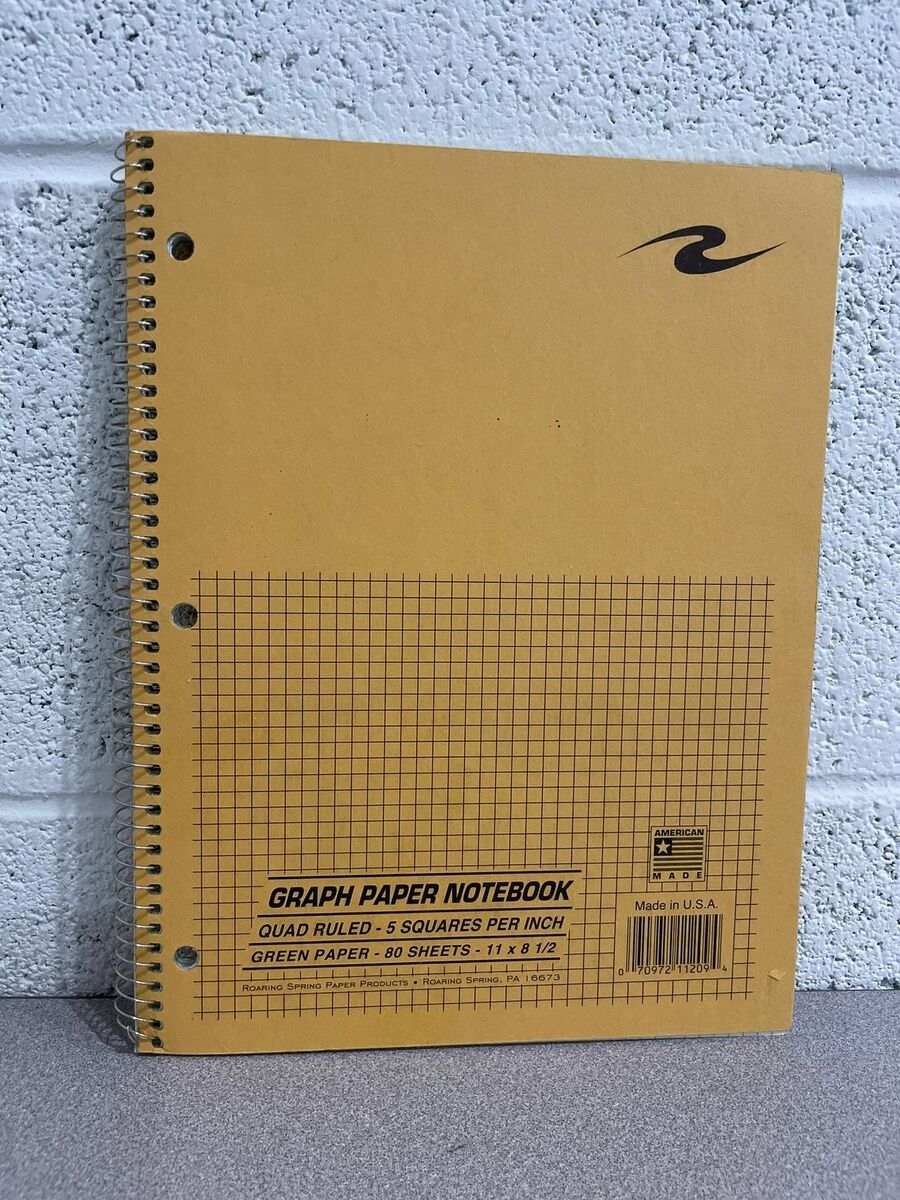 AMERICAN
MADE
GRAPH PAPER NOTEBOOK
QUAD RULED - 5 SQUARES PER INCH
GREEN PAPER - 80 SHEETS - 11 x 8 1/2
ROARING SPRING PAPER PRODUCTS • ROARING SPRING, PA 16673
Made in U.S.A.
0 70972 11209 4